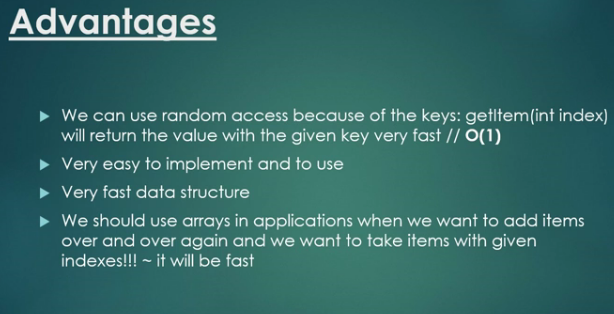 Advantages
We can use random access because of the keys: getItem(int index)
will return the value with the given key very fast // O(1)
Very easy to implement and to use
Very fast data structure
We should use arrays in applications when we want to add items
over and over again and we want to take items with given
indexes!!! ~ it will be fast